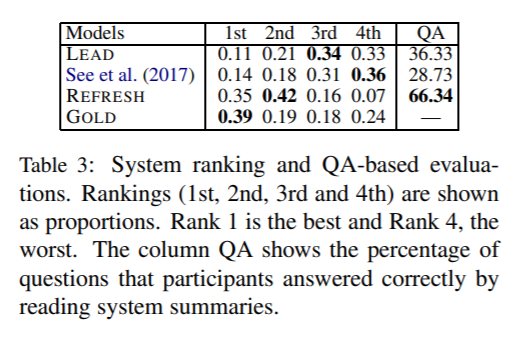 Models 1st 2nd 3rd 4th QA
LEAD 0.11 0.21 0.34 0.33 36.33
See et al. (2017) 0.14 0.18 0.31 0.36 28.73
REFRESH 0.35 0.42 0.16 0.07 66.34
GOLD 0.39 0.19 0.18 0.24 —
Table 3: System ranking and QA-based evalua-
tions. Rankings (1st, 2nd, 3rd and 4th) are shown
as proportions. Rank 1 is the best and Rank 4, the
worst. The column QA shows the percentage of
questions that participants answered correctly by
reading system summaries.